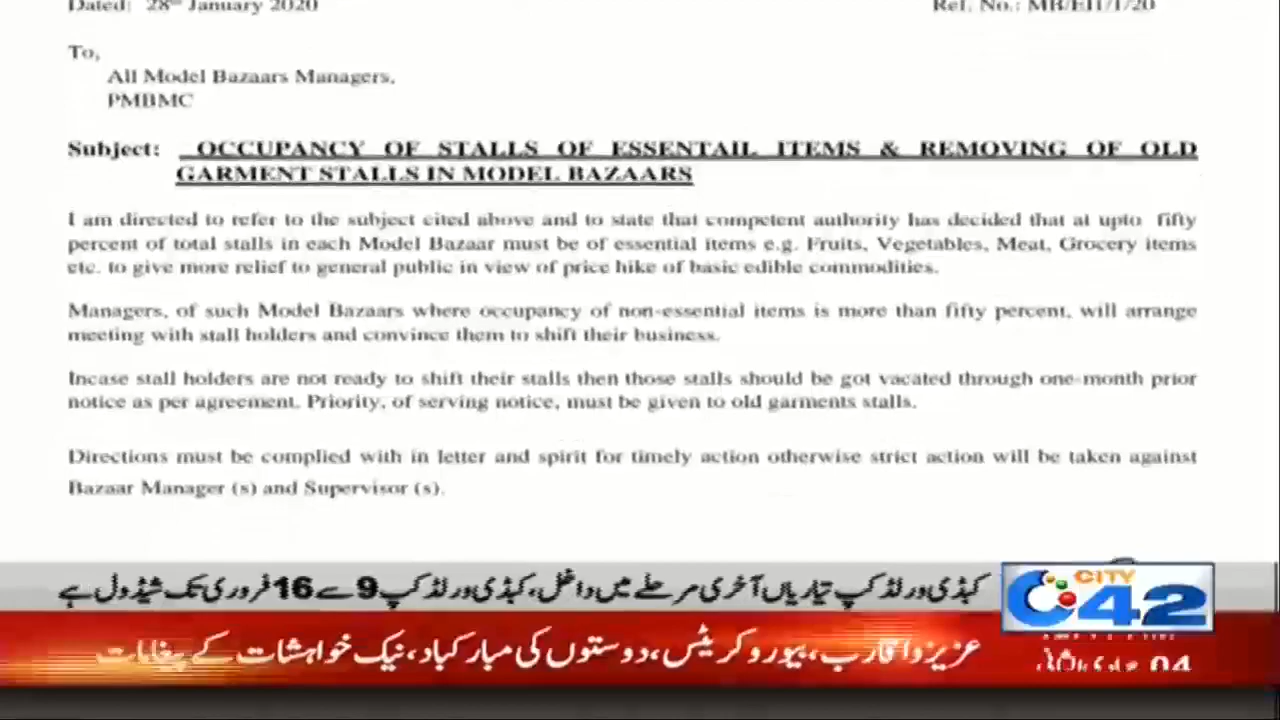 Dated: 28th January 2020
Ref. No.: MB/E11/1/20
To,
All Model Bazaars Managers,
PMBMC
Subject: OCCUPANCY OF STALLS OF ESSENTAIL ITEMS & REMOVING OF OLD
GARMENT STALLS IN MODEL BAZAARS
I am directed to refer to the subject cited above and to state that competent authority has decided that at upto fifty
percent of total stalls in each Model Bazaar must be of essential items e.g. Fruits, Vegetables, Meat, Grocery items
etc. to give more relief to general public in view of price hike of basic edible commodities.
Managers, of such Model Bazaars where occupancy of non-essential items is more than fifty percent, will arrange
meeting with stall holders and convince them to shift their business.
Incase stall holders are not ready to shift their stalls then those stalls should be got vacated through one-month prior
notice as per agreement. Priority, of serving notice, must be given to old garments stalls.
Directions must be complied with in letter and spirit for timely action otherwise strict action will be taken against
Bazaar Manager (s) and Supervisor (s).
کبڈی ورلڈ کپ تیاریاں آخری مرحلے میں داخل، کبڈی ورلڈ کپ 9 سے 16 فروری تک شیڈول ہے
CITY
42
عزیز واقارب، بیوروکریٹس، دوستوں کی مبارکباد، نیک خواہشات کے پیغامات